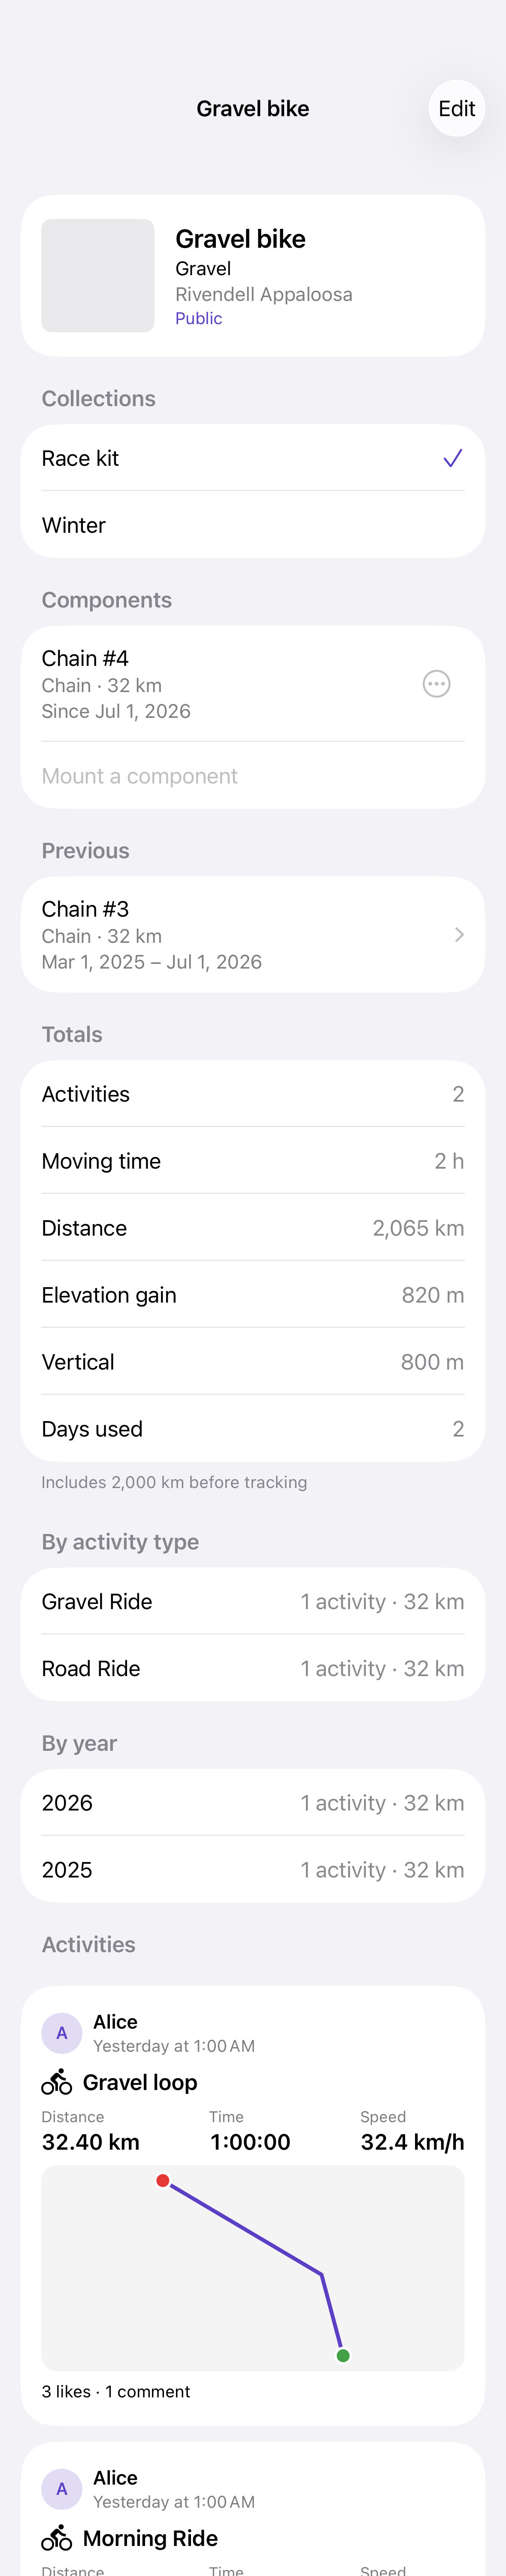 Gravel bike
Edit
Gravel bike
Gravel
Rivendell Appaloosa
Public
Collections
Race kit
Winter
Components
Chain #4
Chain · 32 km
Since Jul 1, 2026
Mount a component
Previous
Chain #3
Chain · 32 km
Mar 1, 2025 – Jul 1, 2026
Totals
Activities 2
Moving time 2 h
Distance 2,065 km
Elevation gain 820 m
Vertical 800 m
Days used 2
Includes 2,000 km before tracking
By activity type
Gravel Ride 1 activity · 32 km
Road Ride 1 activity · 32 km
By year
2026 1 activity · 32 km
2025 1 activity · 32 km
Activities
A
Alice
Yesterday at 1:00 AM
Gravel loop
Distance Time Speed
32.40 km 1:00:00 32.4 km/h
3 likes · 1 comment
A
Alice
Yesterday at 1:00 AM
Morning Ride
Distance Time Speed